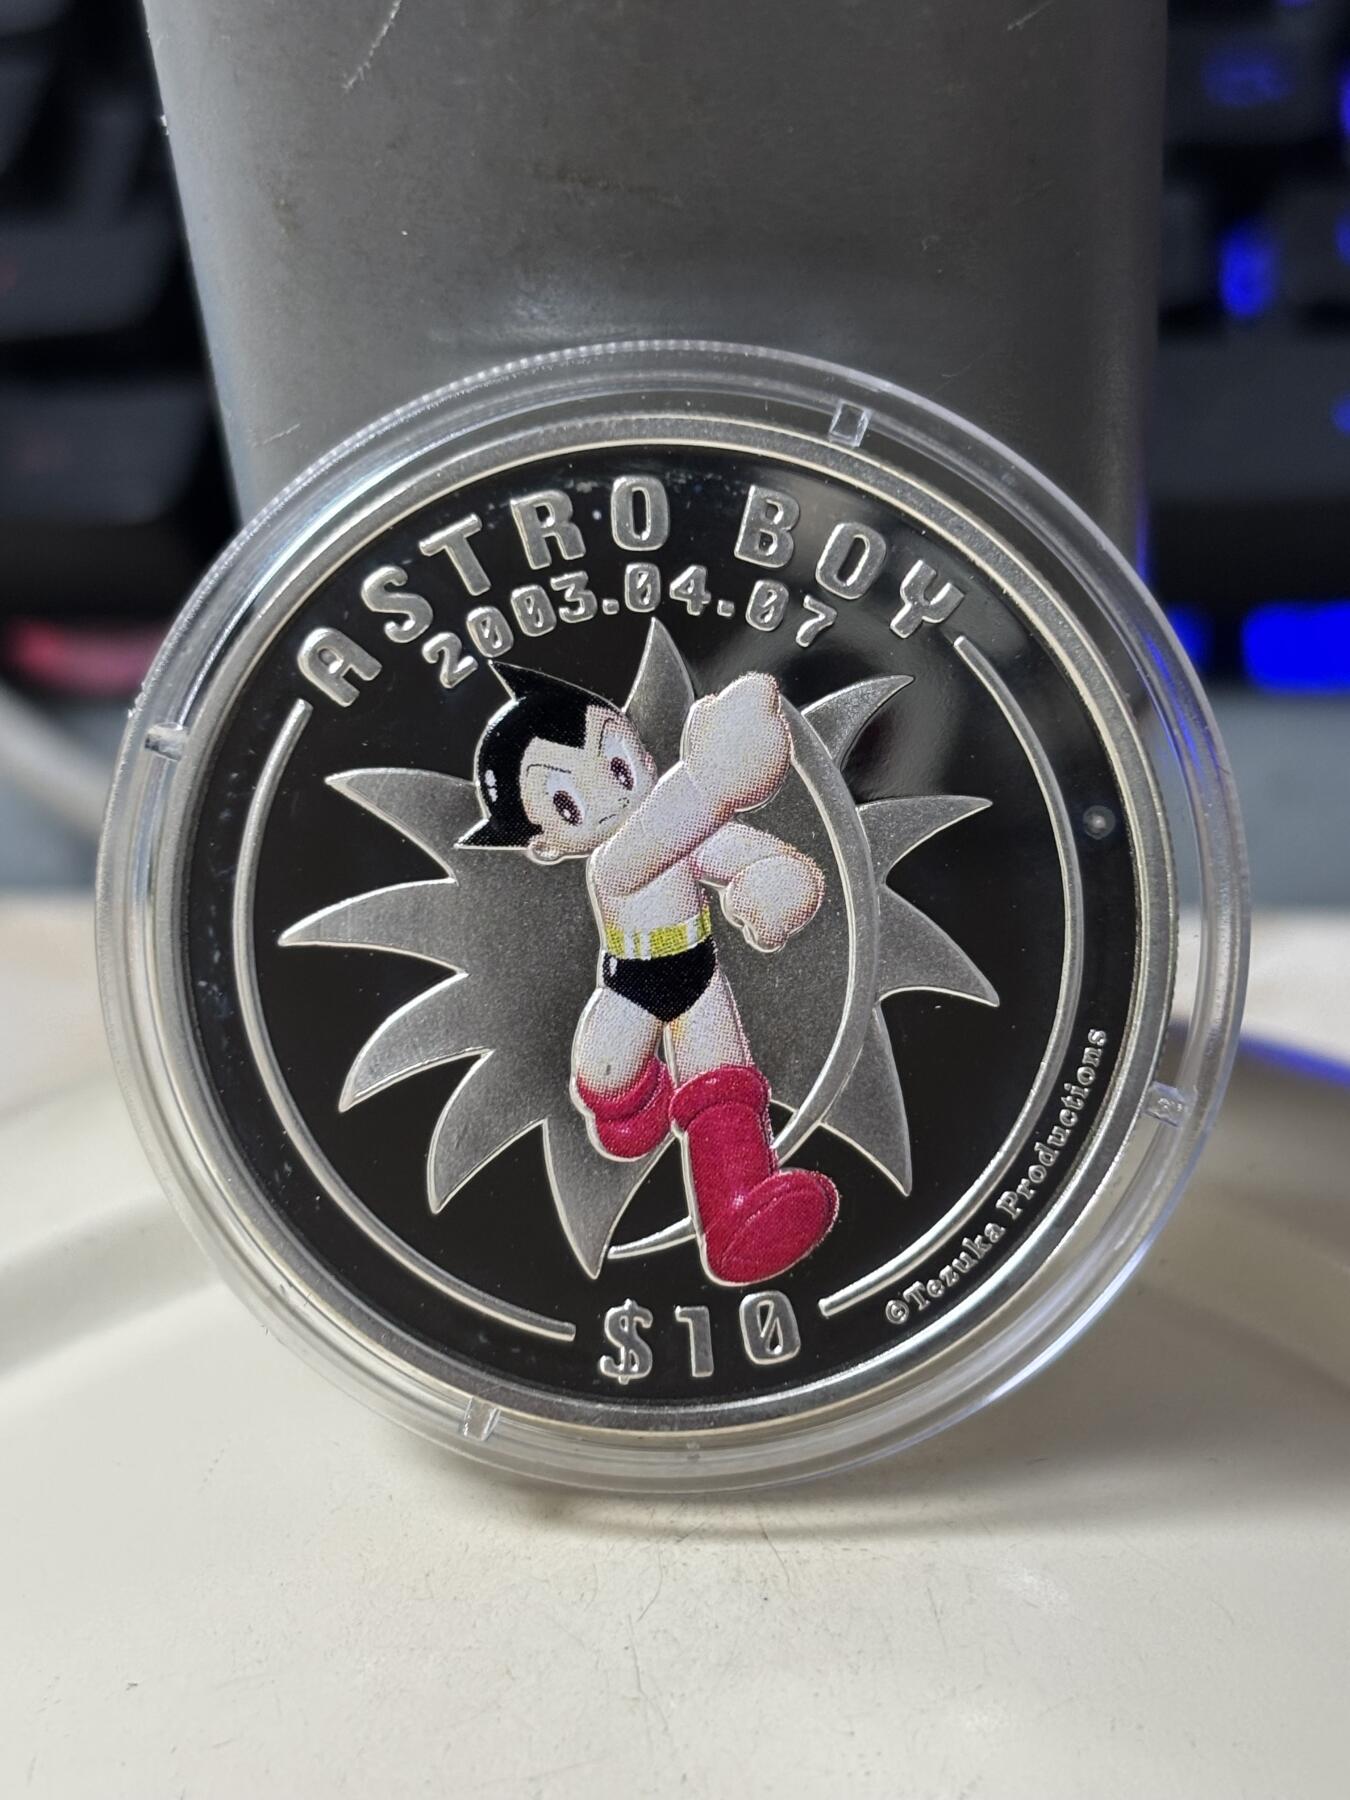 ASTRO BOY
2003.04.07
$10
©Tezuka Productions